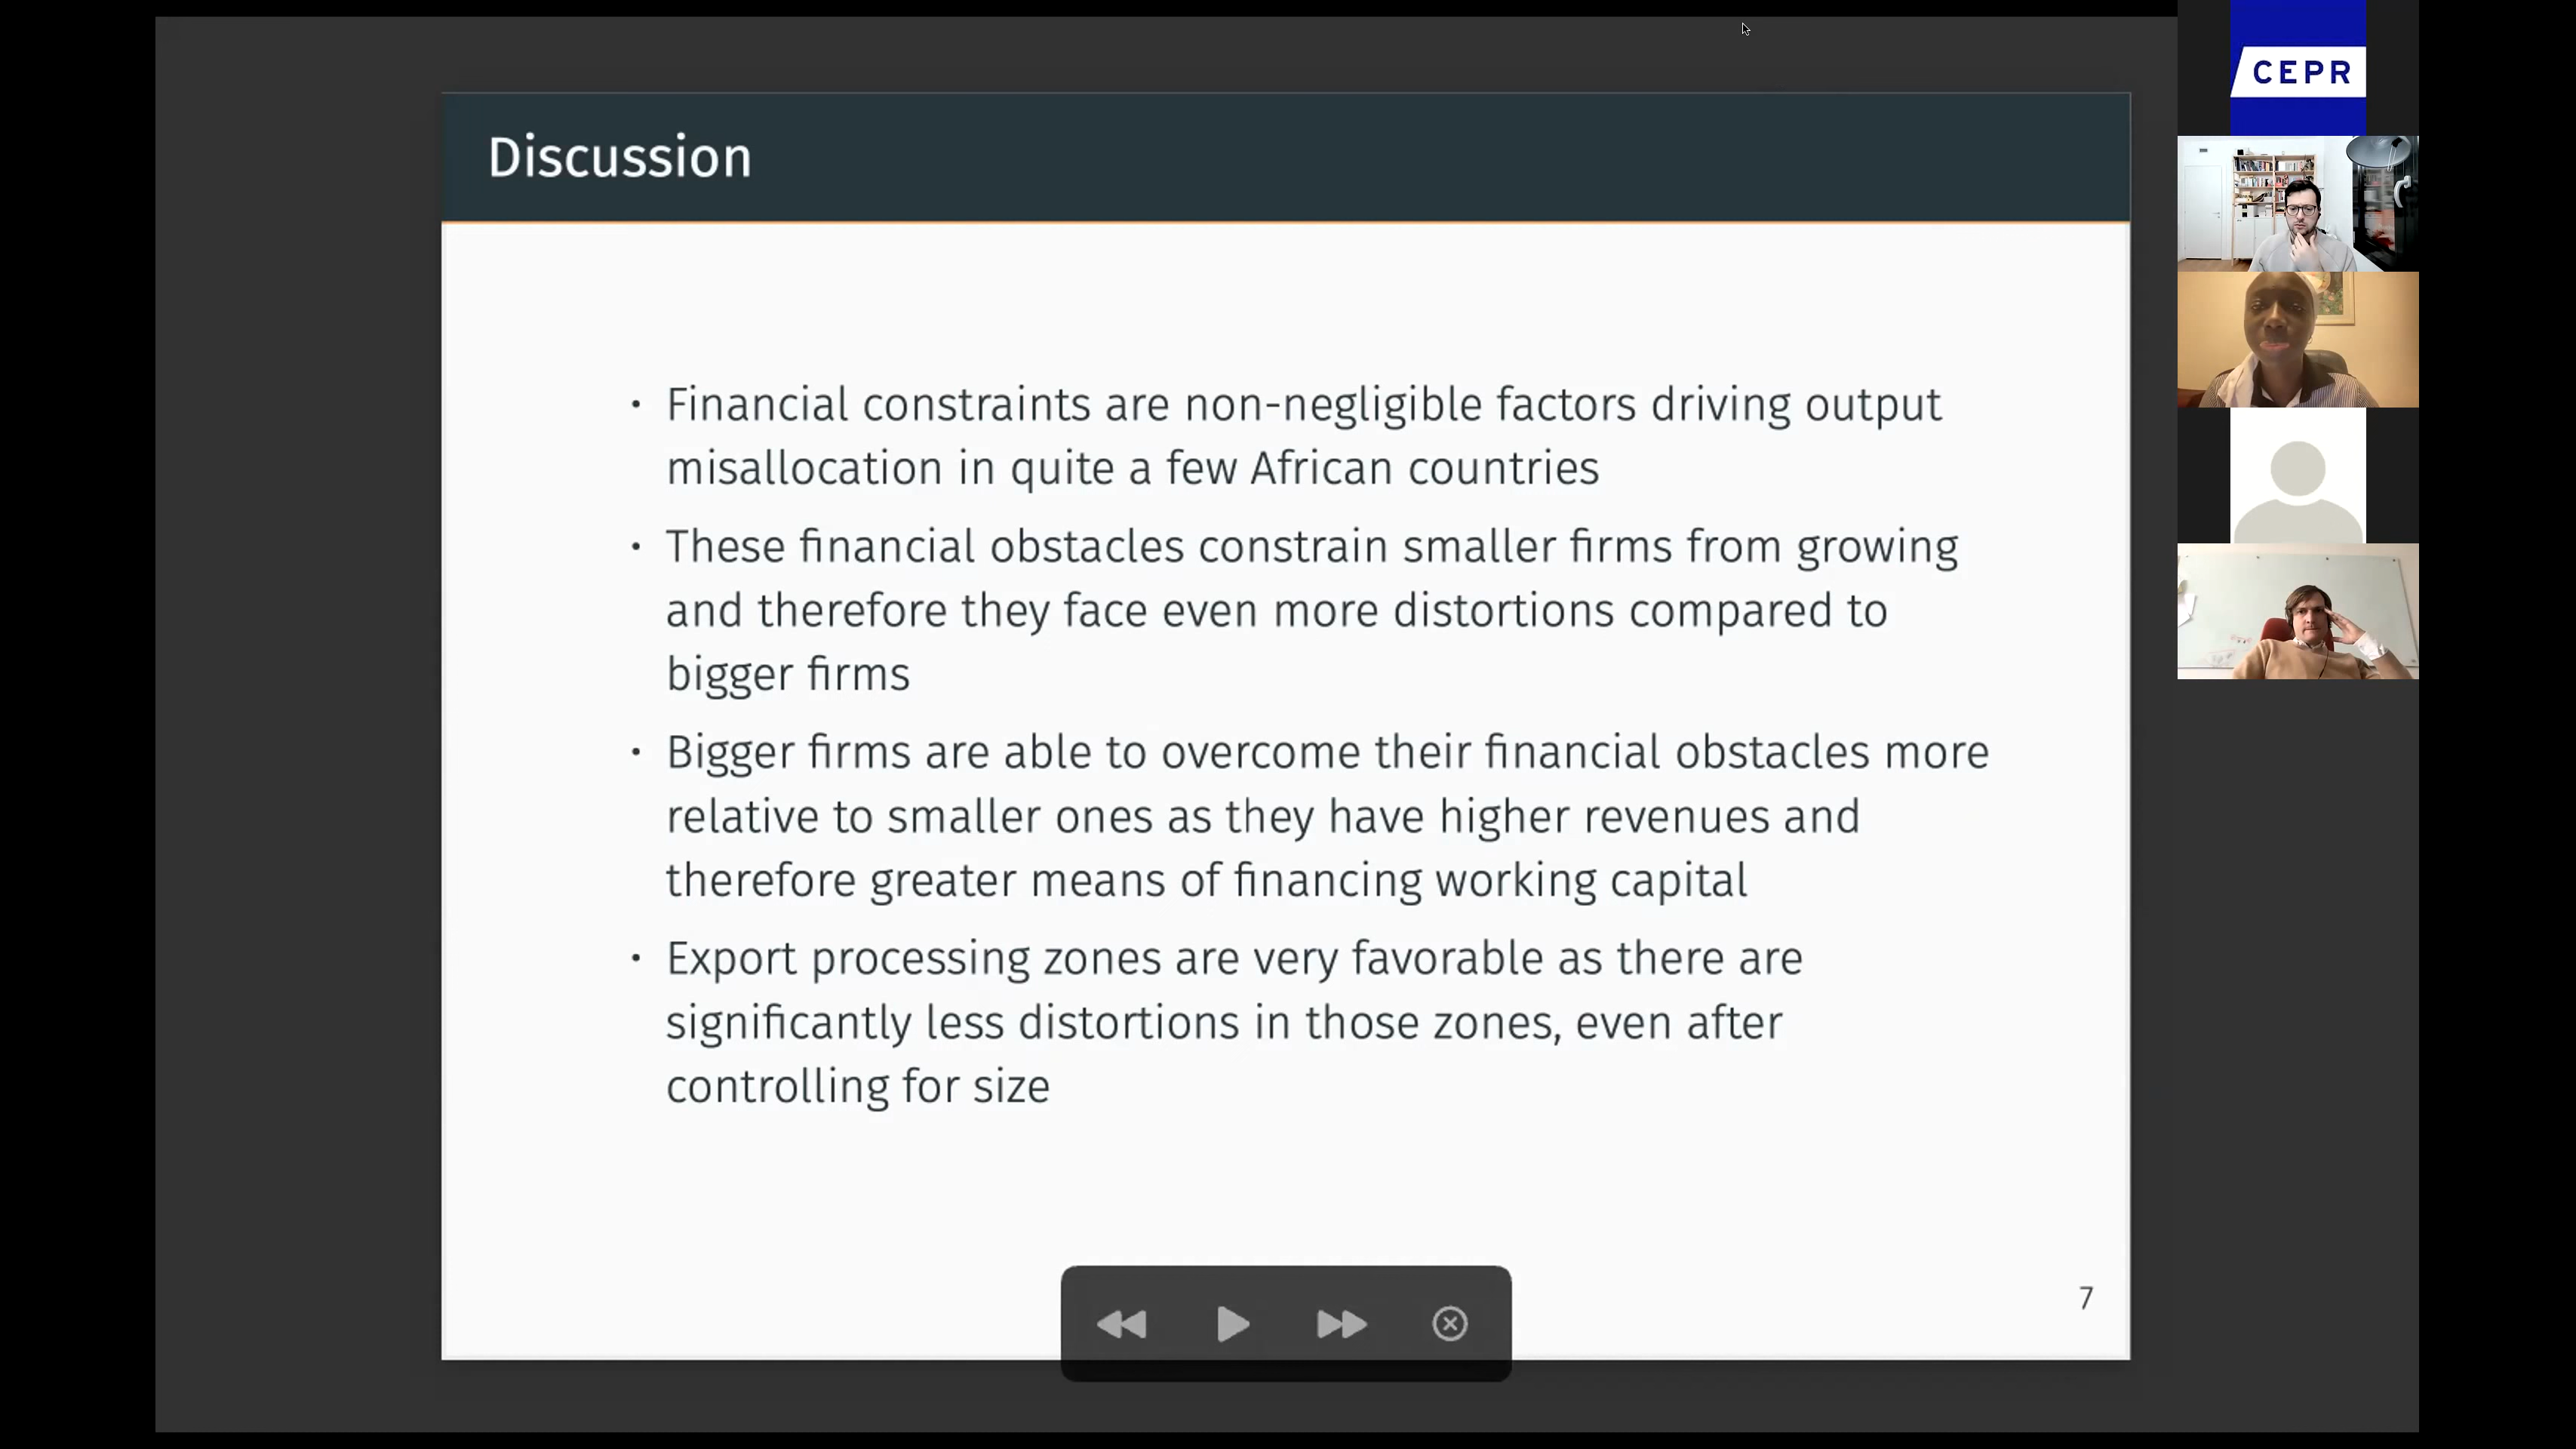 Discussion
• Financial constraints are non-negligible factors driving output
misallocation in quite a few African countries
• These financial obstacles constrain smaller firms from growing
and therefore they face even more distortions compared to
bigger firms
• Bigger firms are able to overcome their financial obstacles more
relative to smaller ones as they have higher revenues and
therefore greater means of financing working capital
• Export processing zones are very favorable as there are
significantly less distortions in those zones, even after
controlling for size
7
CEPR